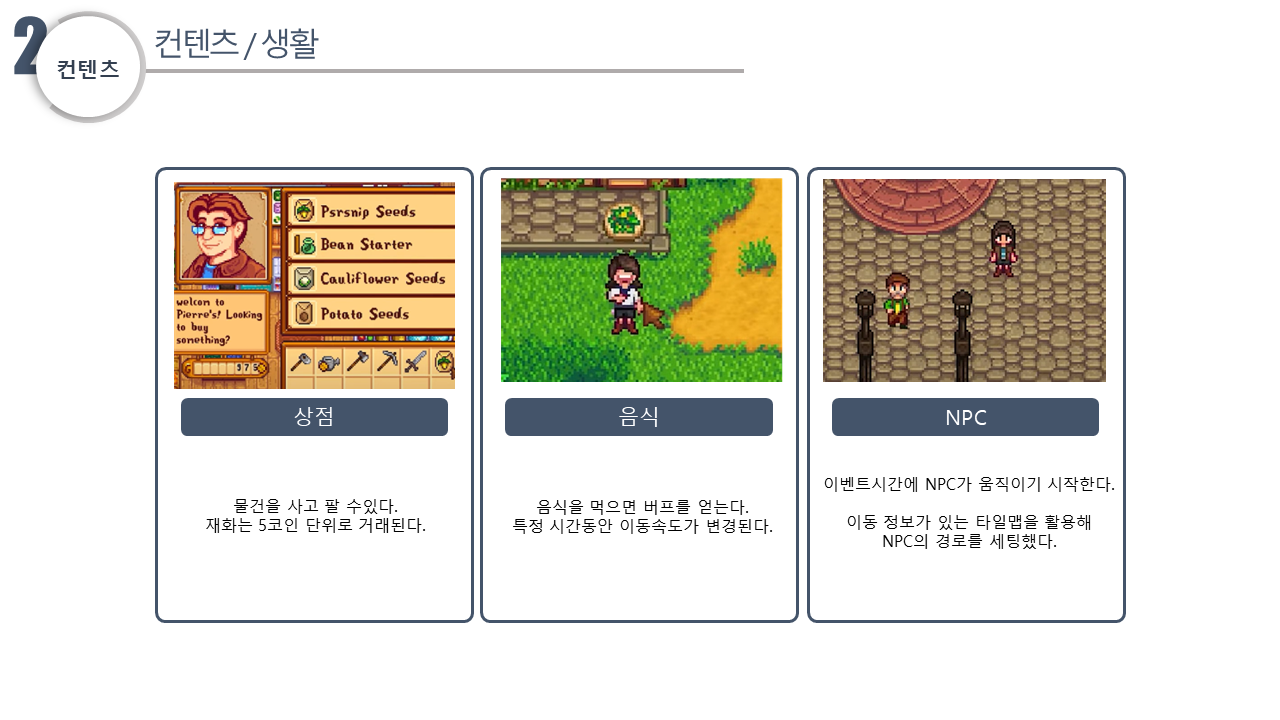 2
컨텐츠
컨텐츠 / 생활
Psrsnip Seeds
Bean Starter
Cauliflower Seeds
Potato Seeds
welcom to
Pierre's! Looking
to buy
something?
975
상점
물건을 사고 팔 수있다.
재화는 5코인 단위로 거래된다.
음식
음식을 먹으면 버프를 얻는다.
특정 시간동안 이동속도가 변경된다.
NPC
이벤트시간에 NPC가 움직이기 시작한다.
이동 정보가 있는 타일맵을 활용해
NPC의 경로를 세팅했다.